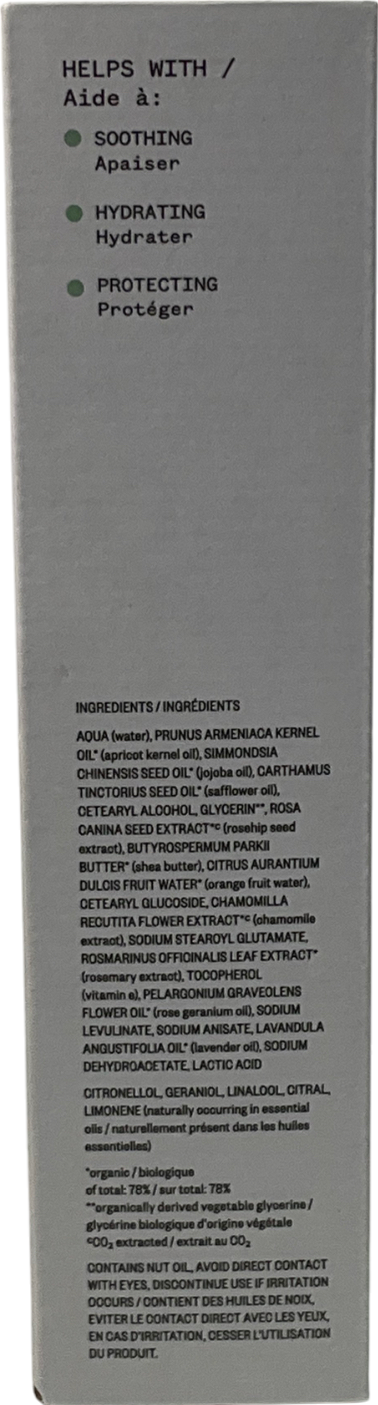 HELPS WITH /
Aide à:
SOOTHING
Apaiser
HYDRATING
Hydrater
PROTECTING
Protéger
INGREDIENTS / INGRÉDIENTS
AQUA (water), PRUNUS ARMENIACA KERNEL
OIL* (apricot kernel oil), SIMMONDSIA
CHINENSIS SEED OIL* (jojoba oil), CARTHAMUS
TINCTORIUS SEED OIL* (safflower oil),
CETEARYL ALCOHOL, GLYCERIN**, ROSA
CANINA SEED EXTRACT*ᶜ (rosehip seed
extract), BUTYROSPERMUM PARKII
BUTTER* (shea butter), CITRUS AURANTIUM
DULCIS FRUIT WATER* (orange fruit water),
CETEARYL GLUCOSIDE, CHAMOMILLA
RECUTITA FLOWER EXTRACT*ᶜ (chamomile
extract), SODIUM STEAROYL GLUTAMATE,
ROSMARINUS OFFICINALIS LEAF EXTRACT*
(rosemary extract), TOCOPHEROL
(vitamin e), PELARGONIUM GRAVEOLENS
FLOWER OIL* (rose geranium oil), SODIUM
LEVULINATE, SODIUM ANISATE, LAVANDULA
ANGUSTIFOLIA OIL* (lavender oil), SODIUM
DEHYDROACETATE, LACTIC ACID
CITRONELLOL, GERANIOL, LINALOOL, CITRAL,
LIMONENE (naturally occurring in essential
oils / naturellement présent dans les huiles
essentielles)
*organic / biologique
of total: 78% / sur total: 78%
**organically derived vegetable glycerine /
glycérine biologique d'origine végétale
ᶜCO₂ extracted / extrait au CO₂
CONTAINS NUT OIL, AVOID DIRECT CONTACT
WITH EYES, DISCONTINUE USE IF IRRITATION
OCCURS / CONTIENT DES HUILES DE NOIX,
EVITER LE CONTACT DIRECT AVEC LES YEUX,
EN CAS D'IRRITATION, CESSER L'UTILISATION
DU PRODUIT.